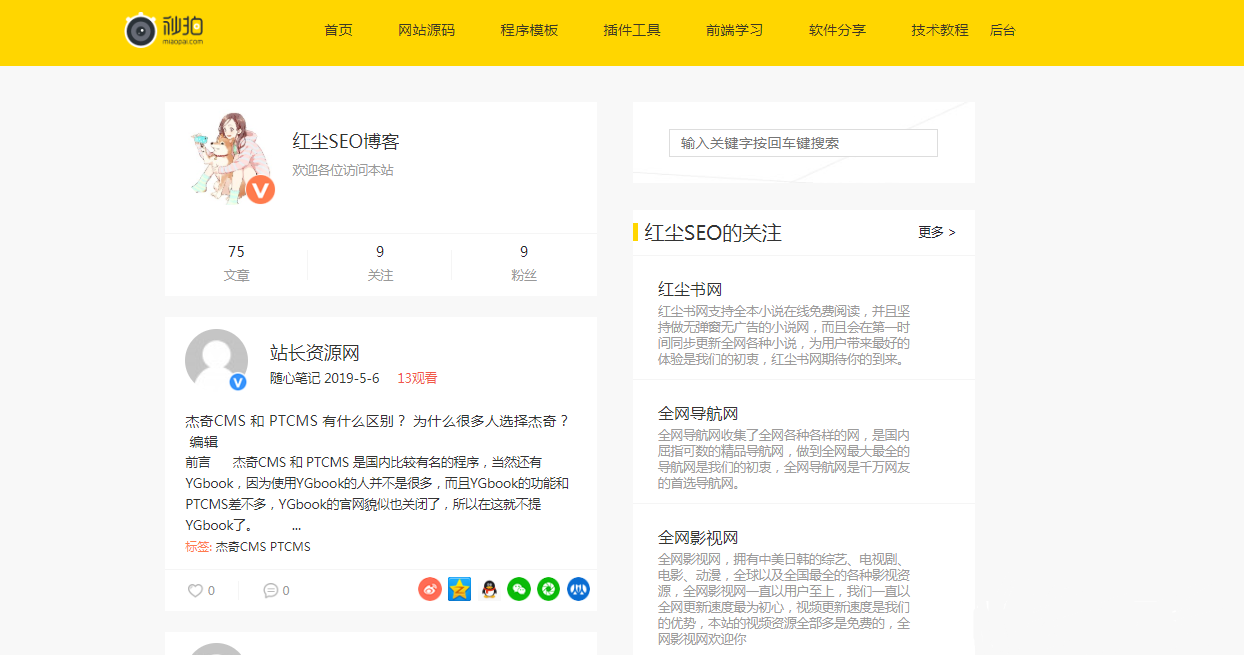 秒拍
miaopai.com
首页 网站源码 程序模板 插件工具 前端学习 软件分享 技术教程 后台
红尘SEO博客
欢迎各位访问本站
75 9 9
文章 关注 粉丝
站长资源网
随心笔记 2019-5-6 13观看
杰奇CMS 和 PTCMS 有什么区别？ 为什么很多人选择杰奇？
编辑
前言 杰奇CMS 和 PTCMS 是国内比较有名的程序，当然还有
YGbook，因为使用YGbook的人并不是很多，而且YGbook的功能和
PTCMS差不多，YGbook的官网貌似也关闭了，所以在这就不提
YGbook了。 ...
标签: 杰奇CMS PTCMS
0 0
输入关键字按回车键搜索
红尘SEO的关注 更多 >
红尘书网
红尘书网支持全本小说在线免费阅读，并且坚
持做无弹窗无广告的小说网，而且会在第一时
间同步更新全网各种小说，为用户带来最好的
体验是我们的初衷，红尘书网期待你的到来。
全网导航网
全网导航网收集了全网各种各样的网，是国内
屈指可数的精品导航网，做到全网最大最全的
导航网是我们的初衷，全网导航网是千万网友
的首选导航网。
全网影视网
全网影视网，拥有中美日韩的综艺、电视剧、
电影、动漫，全球以及全国最全的各种影视资
源，全网影视网一直以用户至上，我们一直以
全网更新速度最为初心，视频更新速度是我们
的优势，本站的视频资源全部多是免费的，全
网影视网欢迎你